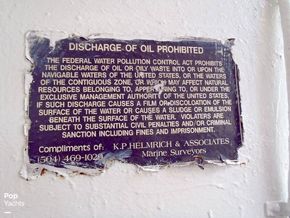 DISCHARGE OF OIL PROHIBITED
THE FEDERAL WATER POLLUTION CONTROL ACT PROHIBITS
THE DISCHARGE OF OIL OR OILY WASTE INTO OR UPON THE
NAVIGABLE WATERS OF THE UNITED STATES, OR THE WATERS
OF THE CONTIGUOUS ZONE, OR WHICH MAY AFFECT NATURAL
RESOURCES BELONGING TO, APPERTAINING TO, OR UNDER THE
EXCLUSIVE MANAGEMENT AUTHORITY OF THE UNITED STATES.
IF SUCH DISCHARGE CAUSES A FILM OR DISCOLATION OF THE
SURFACE OF THE WATER OR CAUSES A SLUDGE OR EMULSION
BENEATH THE SURFACE OF THE WATER. VIOLATERS ARE
SUBJECT TO SUBSTANTIAL CIVIL PENALTIES AND/OR CRIMINAL
SANCTION INCLUDING FINES AND IMPRISONMENT.
Compliments of: K.P. HELMRICH & ASSOCIATES
(504) 469-102 Marine Surveyors
Pop
Yachts